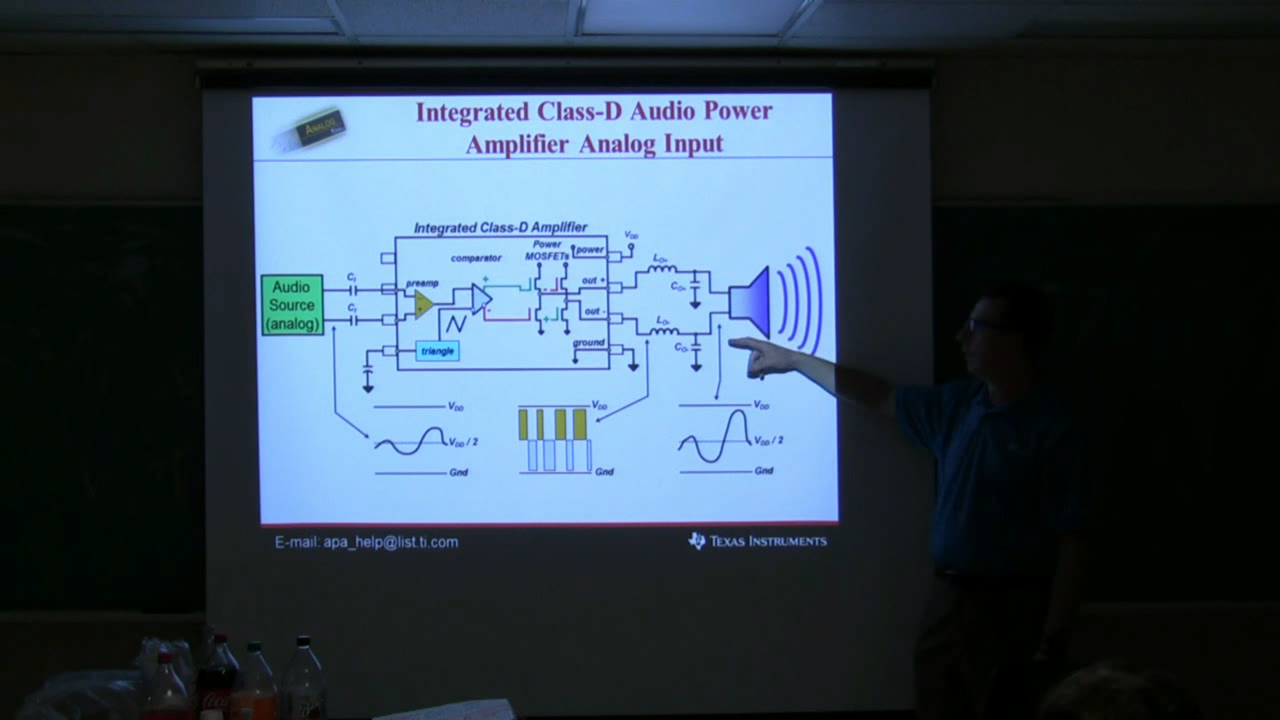 Integrated Class-D Audio Power
Amplifier Analog Input
ANALOG
Integrated Class-D Amplifier
Audio
Source
(analog)
CI
CI
preamp
comparator
triangle
Power
MOSFETs
power
out +
out -
ground
VDD
LO+
CO+
LO-
CO-
+
-
-
+
VDD
VDD / 2
Gnd
VDD
Gnd
VDD
VDD / 2
Gnd
E-mail: apa_help@list.ti.com
TEXAS INSTRUMENTS